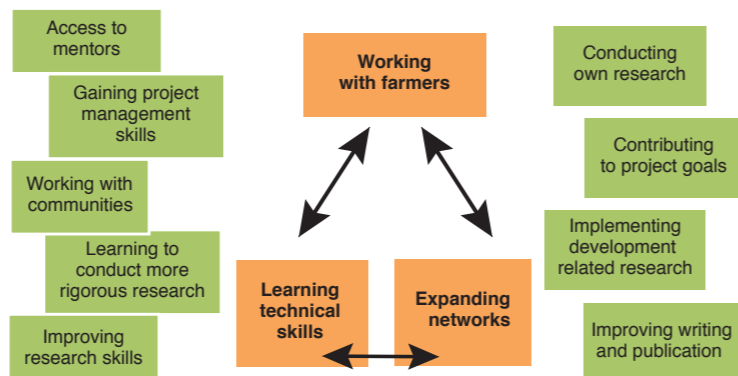 Access to
mentors
Gaining project
management
skills
Working with
communities
Learning to
conduct more
rigorous research
Improving
research skills
Working
with farmers
Learning
technical
skills
Expanding
networks
Conducting
own research
Contributing
to project goals
Implementing
development
related research
Improving writing
and publication